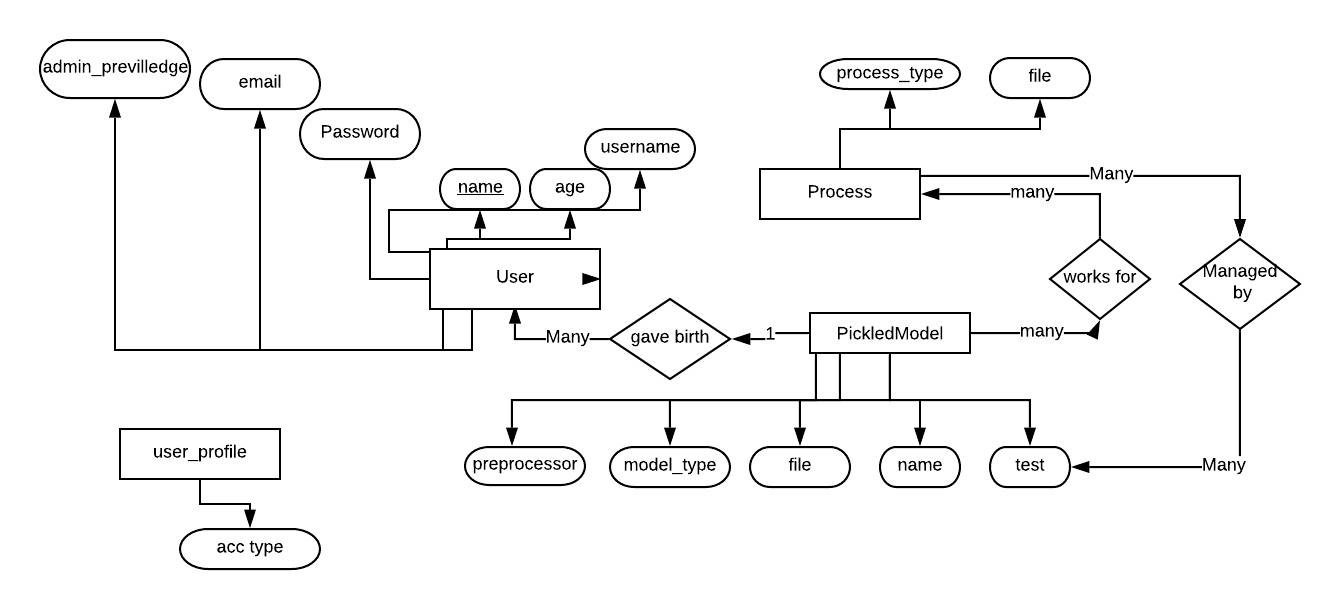 admin_previlledge
email
Password
name
age
username
process_type
file
Process
Many
many
works for
Managed
by
User
Many
gave birth
1
PickledModel
many
user_profile
preprocessor
model_type
file
name
test
Many
acc type